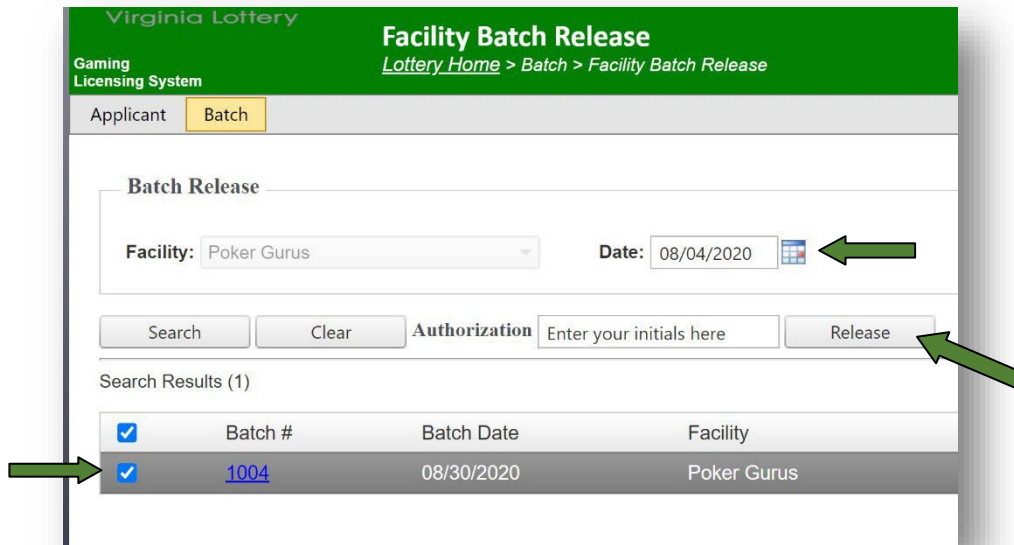 Virginia Lottery
Facility Batch Release
Gaming
Licensing System
Lottery Home > Batch > Facility Batch Release
Applicant Batch
Batch Release
Facility: Poker Gurus Date: 08/04/2020
Search Clear Authorization Enter your initials here Release
Search Results (1)
Batch # Batch Date Facility
1004 08/30/2020 Poker Gurus